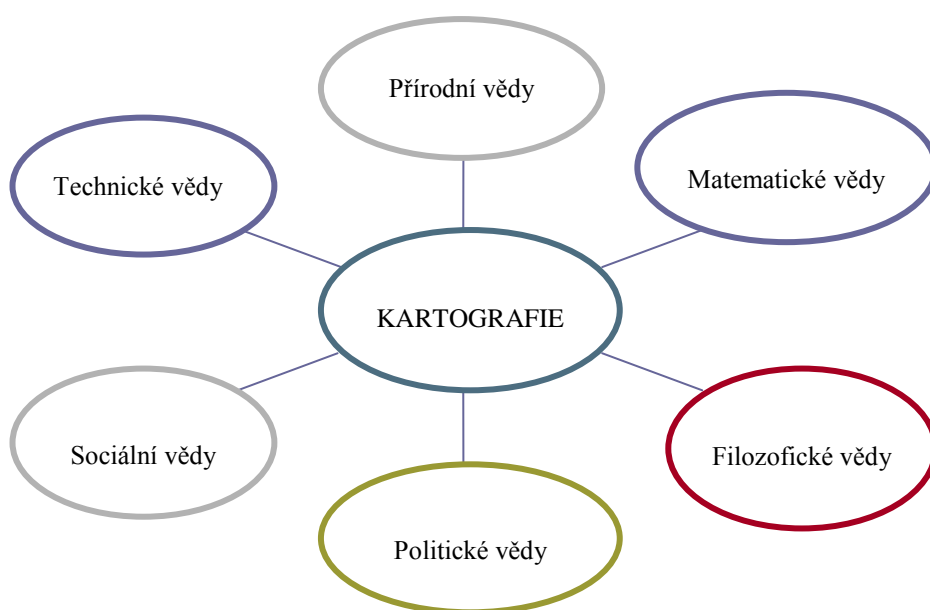 Přírodní vědy
Technické vědy
Matematické vědy
KARTOGRAFIE
Sociální vědy
Filozofické vědy
Politické vědy